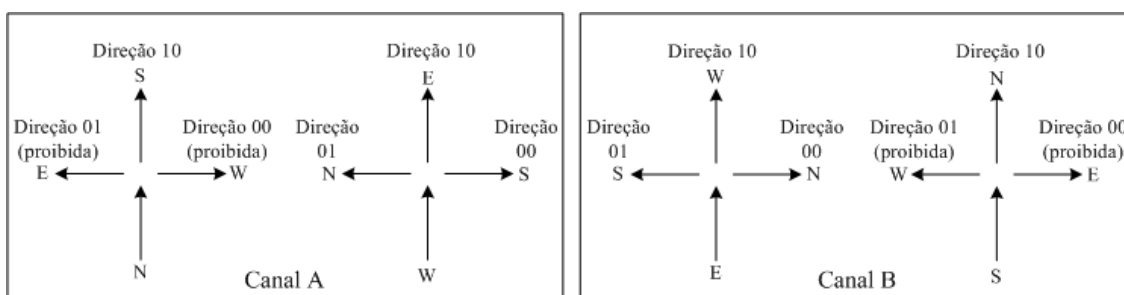 Direção 10
S
Direção 01
(proibida)
E
Direção 00
(proibida)
W
N
Direção 10
E
Direção
01
N
Direção
00
S
W
Canal A
Direção 10
W
Direção
01
S
Direção
00
N
E
Direção 10
N
Direção 01
(proibida)
W
Direção 00
(proibida)
E
S
Canal B